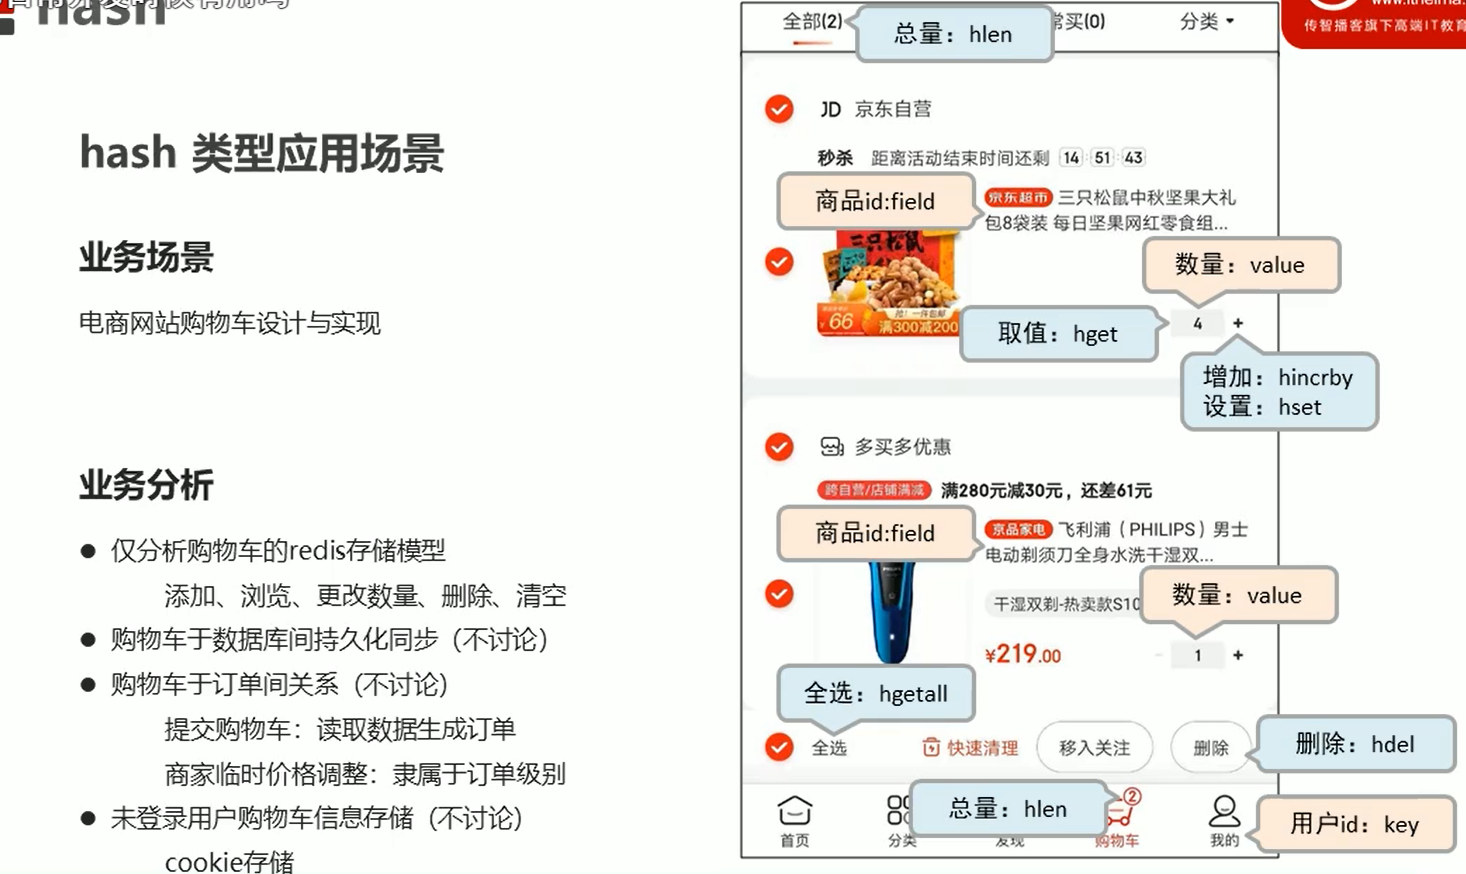 hash
hash 类型应用场景
业务场景
电商网站购物车设计与实现
业务分析
● 仅分析购物车的redis存储模型
添加、浏览、更改数量、删除、清空
● 购物车于数据库间持久化同步（不讨论）
● 购物车于订单间关系（不讨论）
提交购物车：读取数据生成订单
商家临时价格调整：隶属于订单级别
● 未登录用户购物车信息存储（不讨论）
cookie存储
传智播客旗下高端IT教育
全部(2)
总量：hlen
常买(0)
分类
JD 京东自营
秒杀 距离活动结束时间还剩 14:51:43
商品id:field
京东超市 三只松鼠中秋坚果大礼
包8袋装 每日坚果网红零食组...
数量：value
三只松鼠
¥66
抢！一件包邮
满300减200
取值：hget
4 +
增加：hincrby
设置：hset
多买多优惠
跨自营/店铺满减 满280元减30元，还差61元
商品id:field
京品家电 飞利浦（PHILIPS）男士
电动剃须刀全身水洗干湿双...
干湿双剃-热卖款S10
数量：value
¥219.00
- 1 +
全选：hgetall
全选
快速清理
移入关注
删除
删除：hdel
总量：hlen
2
用户id：key
首页
分类
发现
购物车
我的